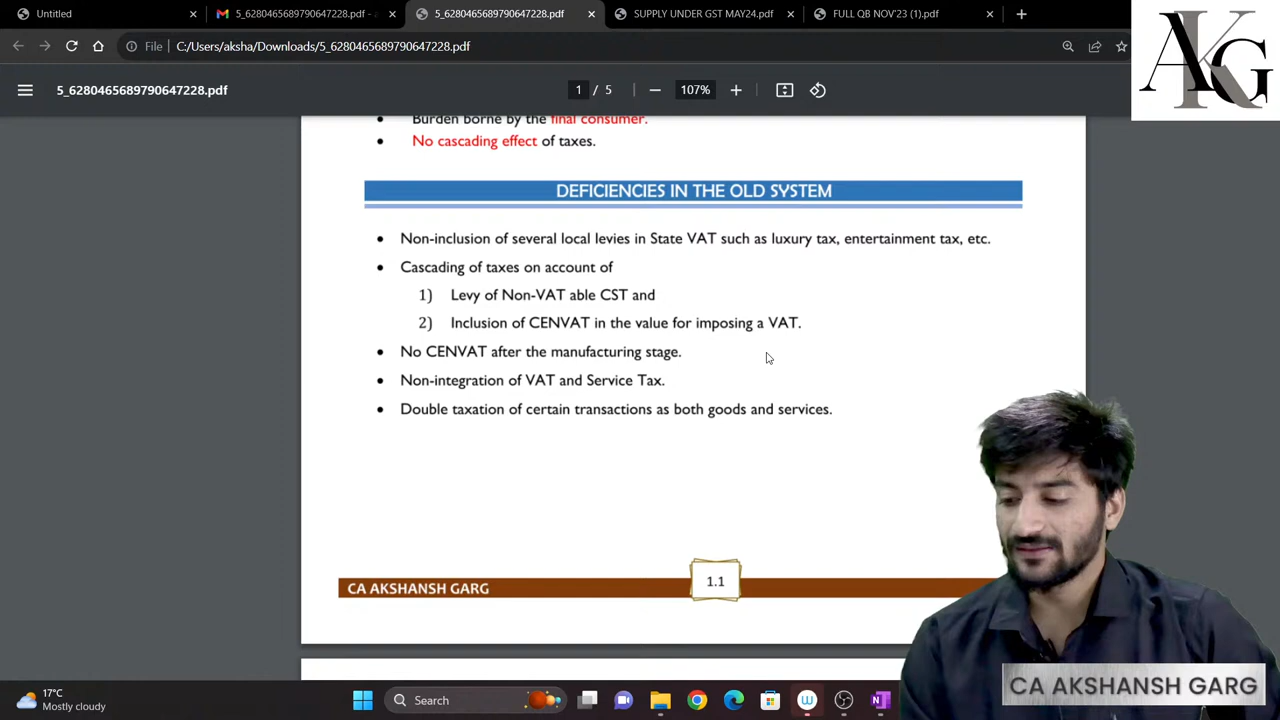 Untitled
5_6280465689790647228.pdf - a
5_6280465689790647228.pdf
SUPPLY UNDER GST MAY24.pdf
FULL QB NOV'23 (1).pdf
File
C:/Users/aksha/Downloads/5_6280465689790647228.pdf
AKG
5_6280465689790647228.pdf
1 / 5
107%
• Burden borne by the final consumer.
• No cascading effect of taxes.
DEFICIENCIES IN THE OLD SYSTEM
• Non-inclusion of several local levies in State VAT such as luxury tax, entertainment tax, etc.
• Cascading of taxes on account of
1) Levy of Non-VAT able CST and
2) Inclusion of CENVAT in the value for imposing a VAT.
• No CENVAT after the manufacturing stage.
• Non-integration of VAT and Service Tax.
• Double taxation of certain transactions as both goods and services.
CA AKSHANSH GARG
1.1
CA AKSHANSH GARG
17°C
Mostly cloudy
Search